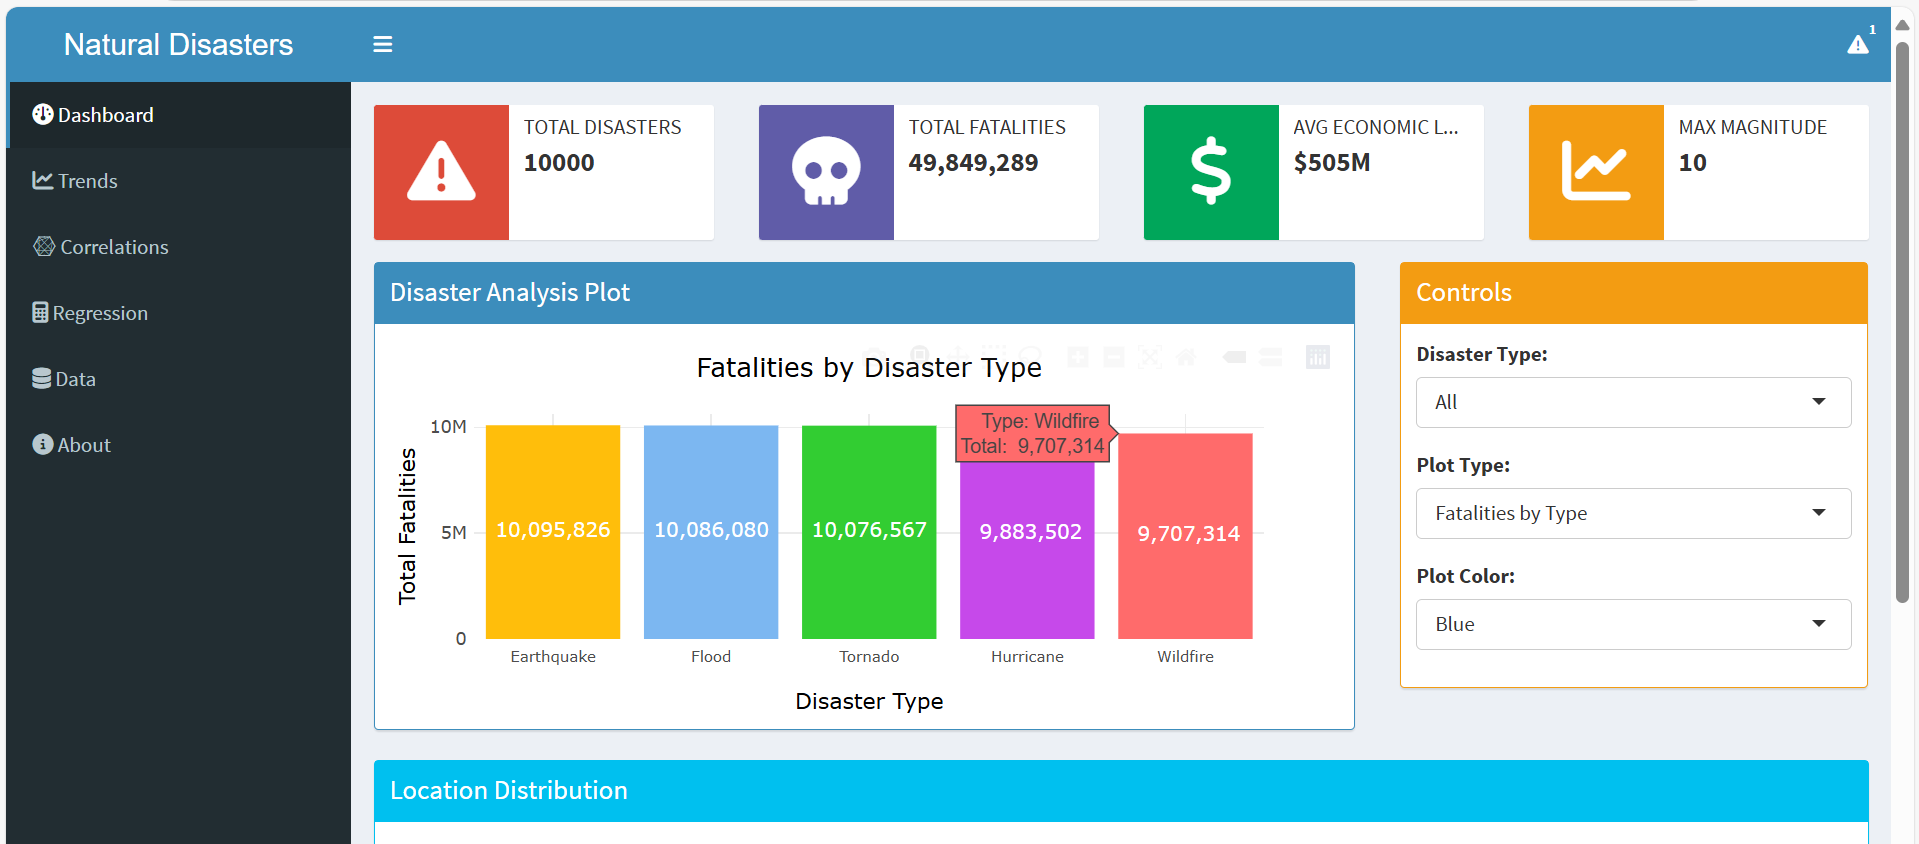 Natural Disasters
1
Dashboard
Trends
Correlations
Regression
Data
About
TOTAL DISASTERS
10000
TOTAL FATALITIES
49,849,289
AVG ECONOMIC L...
$505M
MAX MAGNITUDE
10
Disaster Analysis Plot
Fatalities by Disaster Type
Total Fatalities
10M
5M
0
Type: Wildfire
Total: 9,707,314
10,095,826
10,086,080
10,076,567
9,883,502
9,707,314
Earthquake
Flood
Tornado
Hurricane
Wildfire
Disaster Type
Controls
Disaster Type:
All
Plot Type:
Fatalities by Type
Plot Color:
Blue
Location Distribution